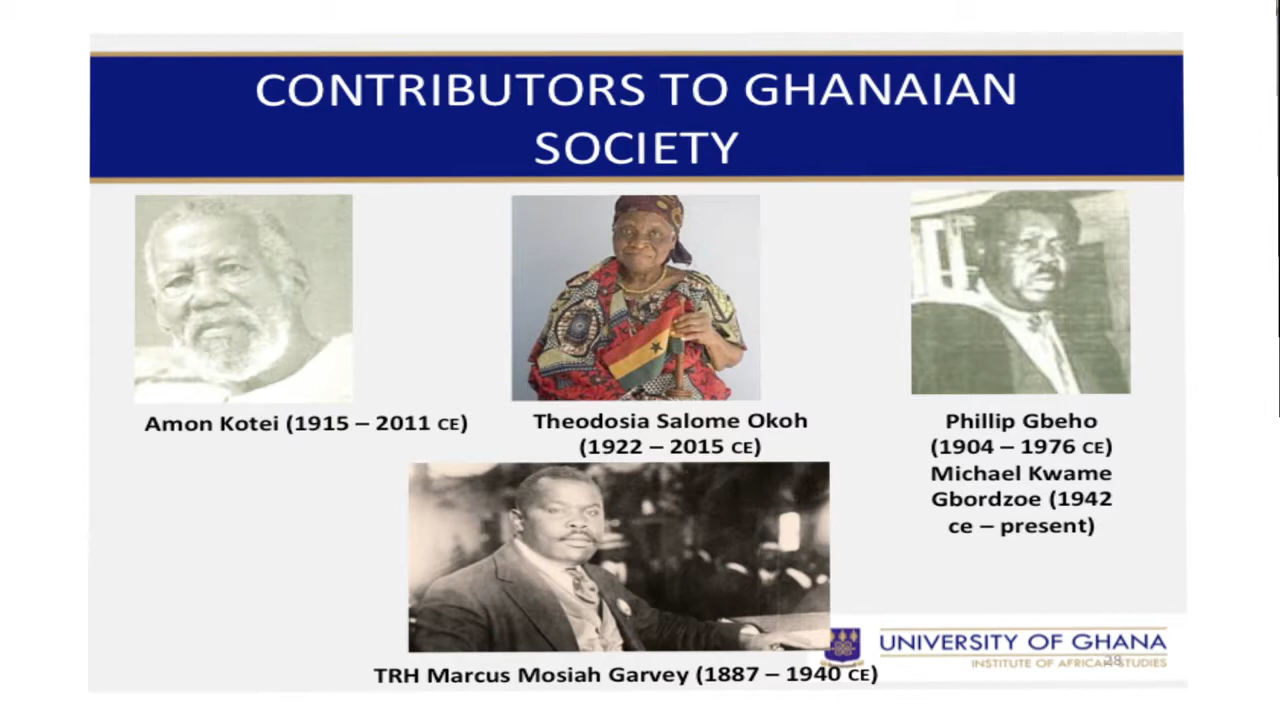 CONTRIBUTORS TO GHANAIAN
SOCIETY
Amon Kotei (1915 – 2011 CE)
Theodosia Salome Okoh
(1922 – 2015 CE)
Phillip Gbeho
(1904 – 1976 CE)
Michael Kwame
Gbordzoe (1942
ce – present)
TRH Marcus Mosiah Garvey (1887 – 1940 CE)
UNIVERSITY OF GHANA
INSTITUTE OF AFRICAN STUDIES
28